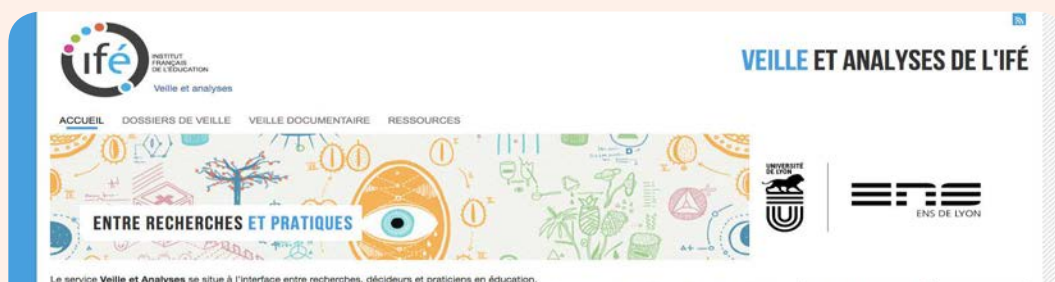 ifé
INSTITUT
FRANÇAIS
DE L'ÉDUCATION
Veille et analyses
VEILLE ET ANALYSES DE L'IFÉ
ACCUEIL DOSSIERS DE VEILLE VEILLE DOCUMENTAIRE RESSOURCES
ENTRE RECHERCHES ET PRATIQUES
UNIVERSITÉ
DE LYON
ENS
ENS DE LYON
Le service Veille et Analyses se situe à l'interface entre recherches, décideurs et praticiens en éducation.